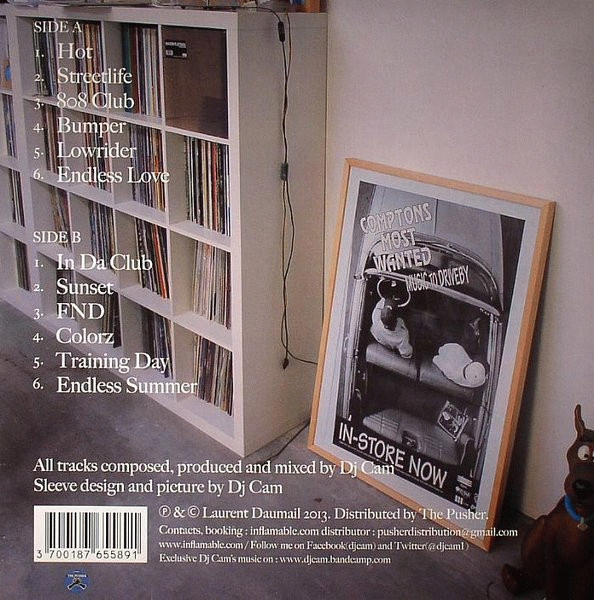 SIDE A
1. Hot
2. Streetlife
3. 808 Club
4. Bumper
5. Lowrider
6. Endless Love
SIDE B
1. In Da Club
2. Sunset
3. FND
4. Colorz
5. Training Day
6. Endless Summer
COMPTONS
MOST
WANTED
MUSIC TO DRIVEBY
IN-STORE NOW
All tracks composed, produced and mixed by Dj Cam
Sleeve design and picture by Dj Cam
℗ & © Laurent Daumail 2013. Distributed by The Pusher.
Contacts, booking : inflamable.com distributor : pusherdistribution@gmail.com
www.inflamable.com / Follow me on Facebook(djcam) and Twitter(@djcam1)
Exclusive Dj Cam's music on : www.djcam.bandcamp.com
3 700187 655891